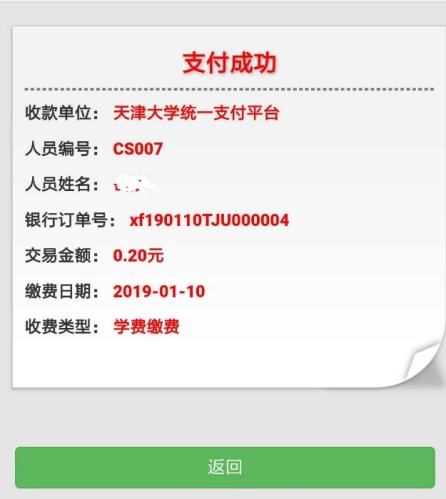 支付成功
收款单位： 天津大学统一支付平台
人员编号： CS007
人员姓名：
银行订单号： xf190110TJU000004
交易金额： 0.20元
缴费日期： 2019-01-10
收费类型： 学费缴费
返回